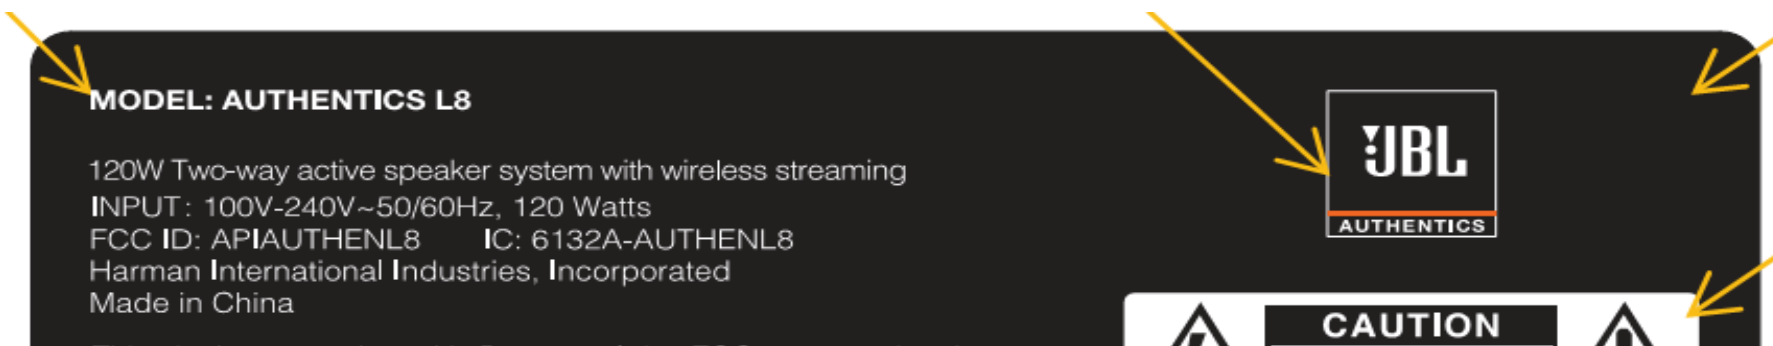 MODEL: AUTHENTICS L8
120W Two-way active speaker system with wireless streaming
INPUT: 100V-240V~50/60Hz, 120 Watts
FCC ID: APIAUTHENL8 IC: 6132A-AUTHENL8
Harman International Industries, Incorporated
Made in China
JBL
AUTHENTICS
CAUTION